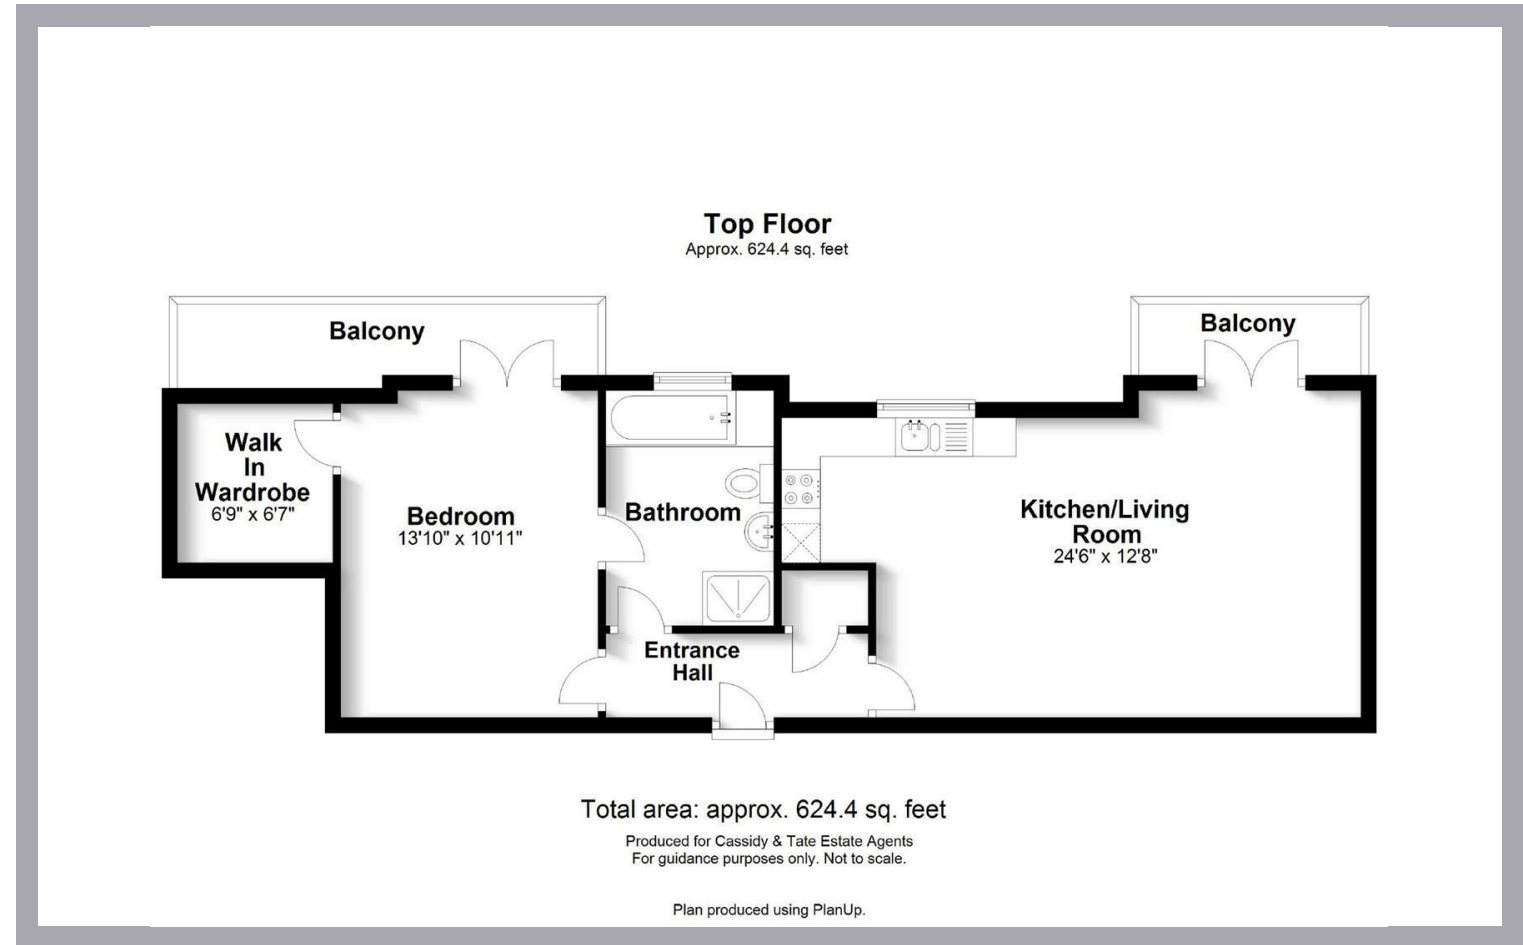 Top Floor
Approx. 624.4 sq. feet
Balcony
Balcony
Walk
In
Wardrobe
6'9" x 6'7"
Bedroom
13'10" x 10'11"
Bathroom
Kitchen/Living
Room
24'6" x 12'8"
Entrance
Hall
Total area: approx. 624.4 sq. feet
Produced for Cassidy & Tate Estate Agents
For guidance purposes only. Not to scale.
Plan produced using PlanUp.